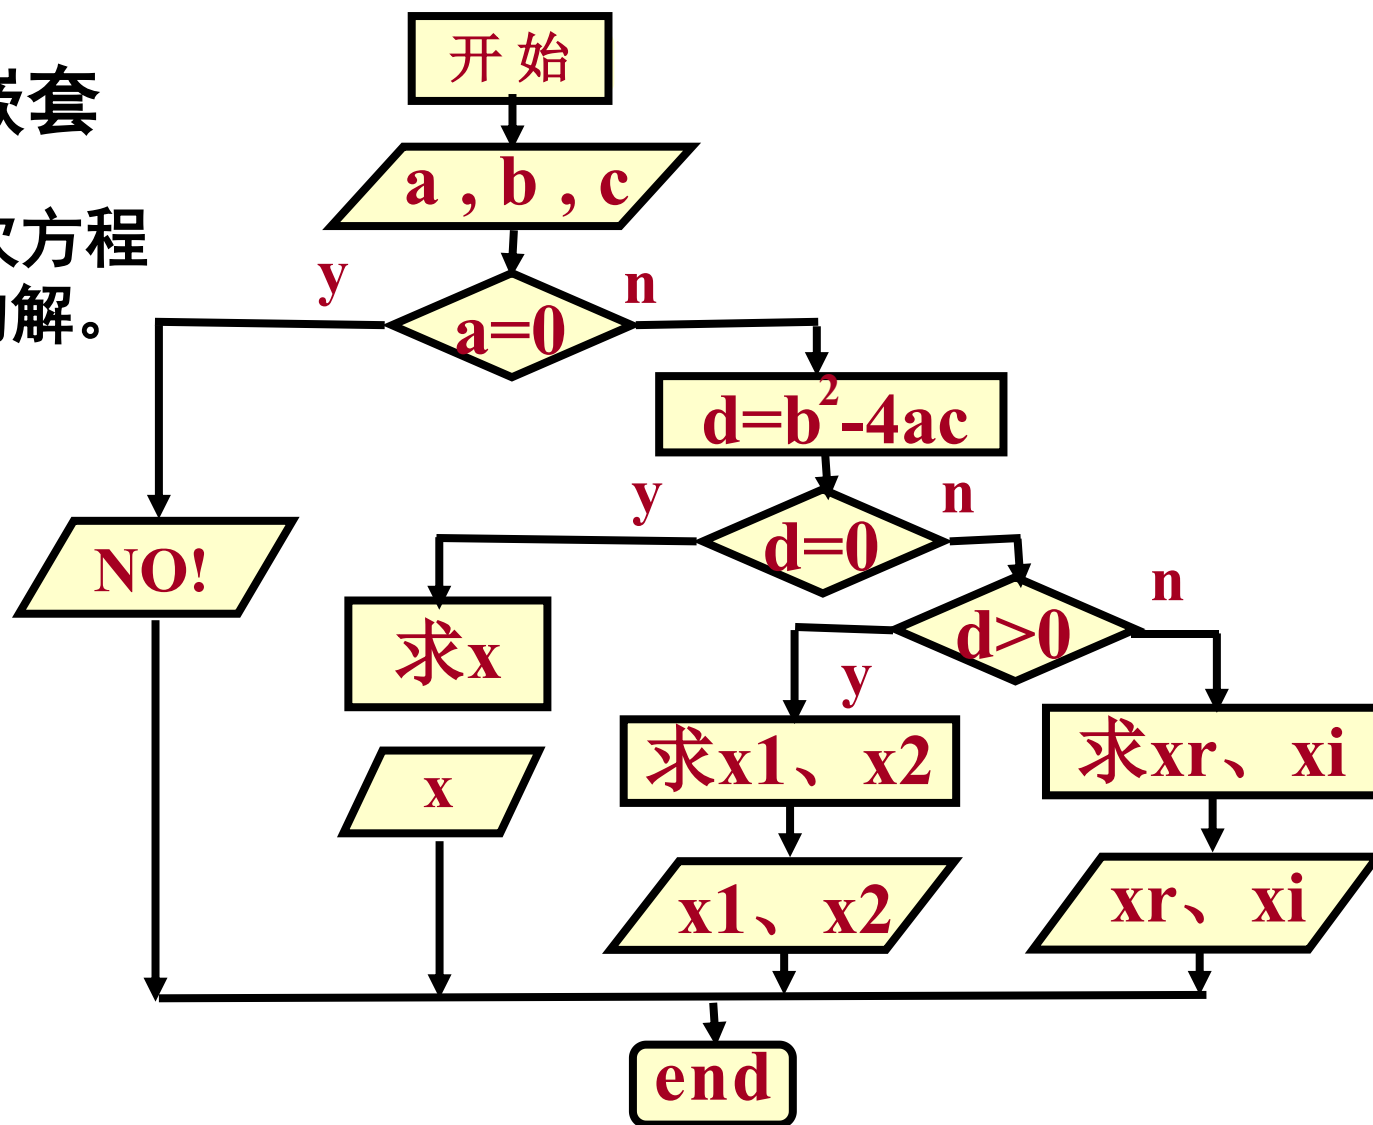 开 始
嵌套
a , b , c
次方程
的解。
y
n
a=0
d=b²-4ac
y
n
d=0
NO!
n
求x
d>0
y
求x1、x2
求xr、xi
x
x1、x2
xr、xi
end